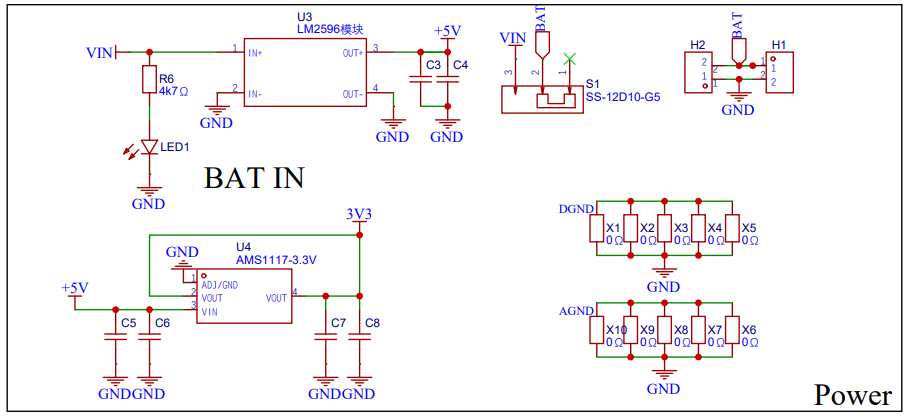 U3
LM2596模块
VIN
1
IN+
OUT+
3
+5V
2
IN-
OUT-
4
R6
4k7Ω
GND
C3
C4
GND
GND
LED1
GND
BAT IN
BAT
VIN
3
2
1
S1
SS-12D10-G5
BAT
H2
H1
2
2
1
1
1
1
2
2
GND
3V3
U4
AMS1117-3.3V
GND
1
ADJ/GND
2
VOUT
VOUT
4
3
VIN
+5V
C5
C6
C7
C8
GND
GND
GND
GND
DGND
X1
0Ω
X2
0Ω
X3
0Ω
X4
0Ω
X5
0Ω
GND
AGND
X10
0Ω
X9
0Ω
X8
0Ω
X7
0Ω
X6
0Ω
GND
Power